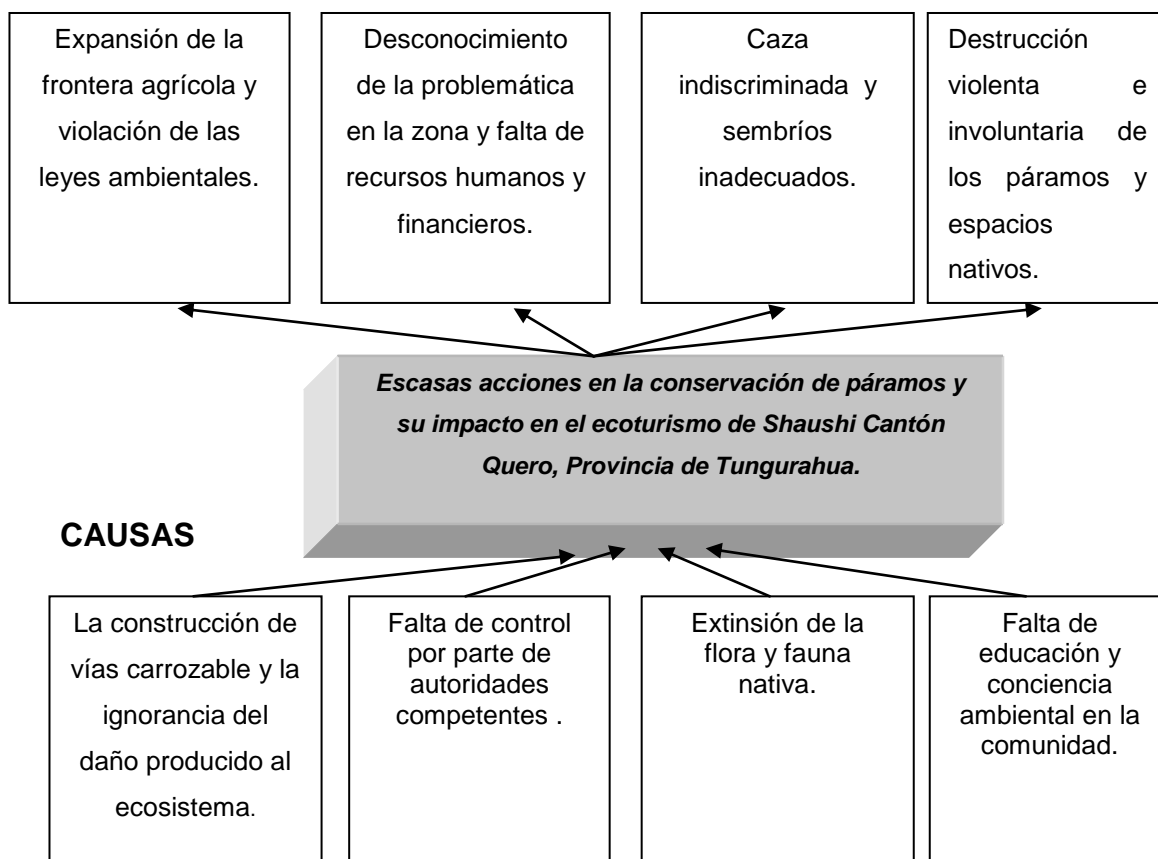 Expansión de la
frontera agrícola y
violación de las
leyes ambientales.
Desconocimiento
de la problemática
en la zona y falta de
recursos humanos y
financieros.
Caza
indiscriminada y
sembríos
inadecuados.
Destrucción
violenta e
involuntaria de
los páramos y
espacios
nativos.
Escasas acciones en la conservación de páramos y
su impacto en el ecoturismo de Shaushi Cantón
Quero, Provincia de Tungurahua.
CAUSAS
La construcción de
vías carrozable y la
ignorancia del
daño producido al
ecosistema.
Falta de control
por parte de
autoridades
competentes .
Extinsión de la
flora y fauna
nativa.
Falta de
educación y
conciencia
ambiental en la
comunidad.